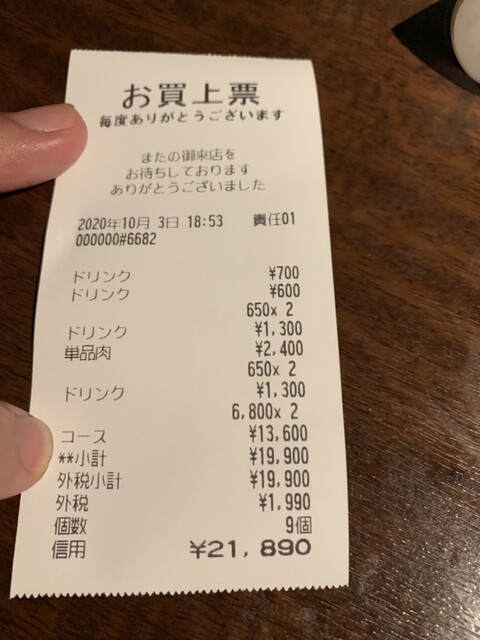 お買上票
毎度ありがとうございます
またの御来店を
お待ちしております
ありがとうございました
2020年10月 3日 18:53 責任01
000000#6682
ドリンク ¥700
ドリンク ¥600
650x 2
ドリンク ¥1,300
単品肉 ¥2,400
650x 2
ドリンク ¥1,300
6,800x 2
コース ¥13,600
**小計 ¥19,900
外税小計 ¥19,900
外税 ¥1,990
個数 9個
信用 ¥21,890